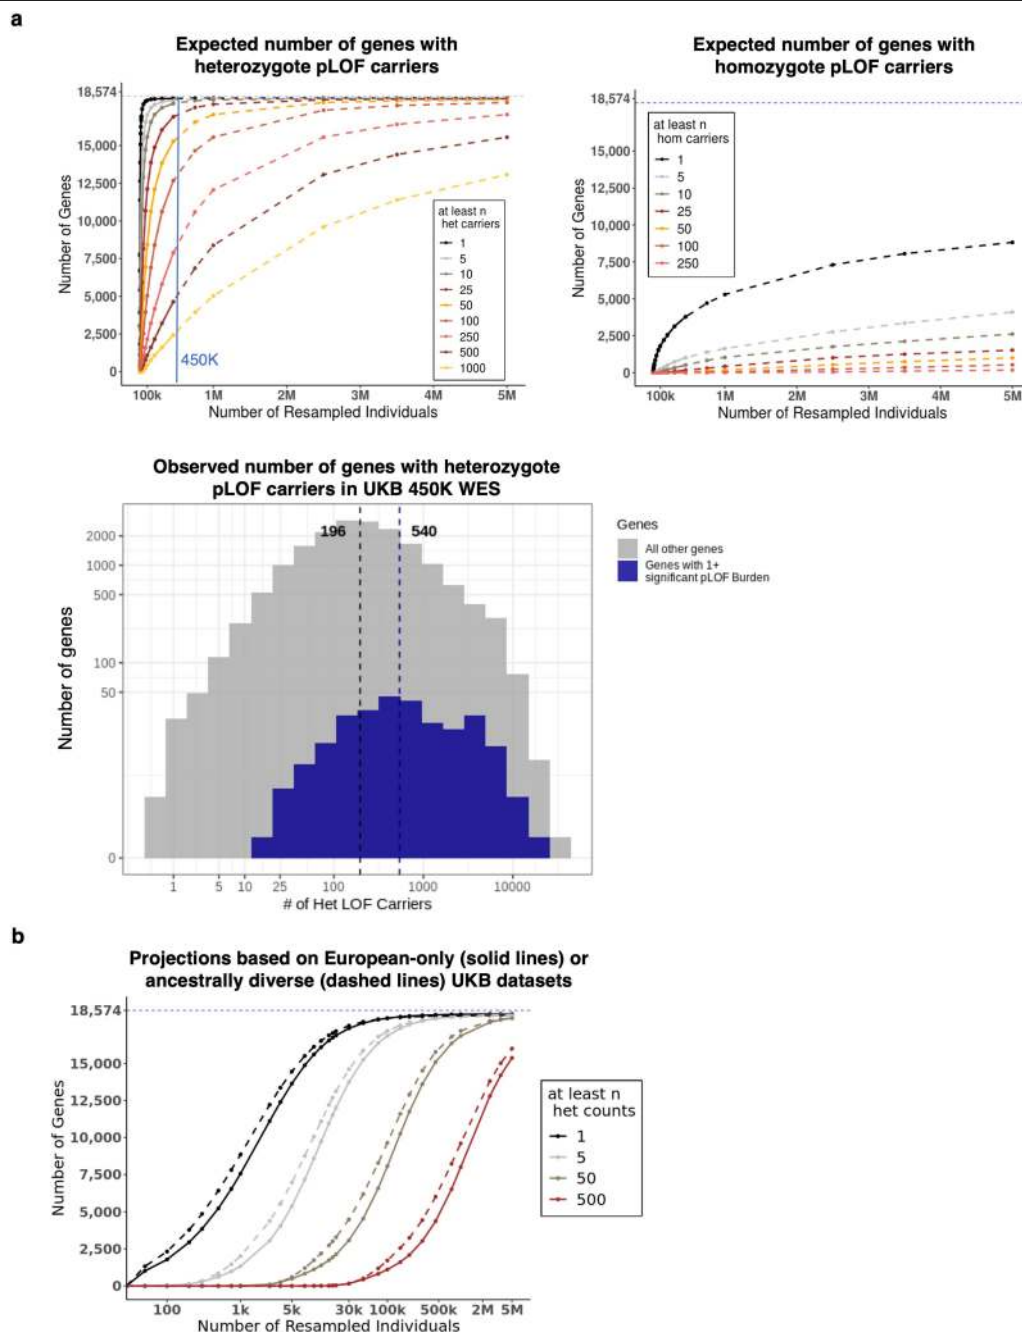 a
Expected number of genes with
heterozygote pLOF carriers
18,574
15,000
12,500
10,000
7,500
5,000
2,500
0
Number of Genes
at least n
het carriers
1
5
10
25
50
100
250
500
1000
450K
100k 1M 2M 3M 4M 5M
Number of Resampled Individuals
Expected number of genes with
homozygote pLOF carriers
18,574
15,000
12,500
10,000
7,500
5,000
2,500
0
Number of Genes
at least n
hom carriers
1
5
10
25
50
100
250
100k 1M 2M 3M 4M 5M
Number of Resampled Individuals
Observed number of genes with heterozygote
pLOF carriers in UKB 450K WES
196 540
2000
1000
500
100
50
0
Number of genes
1 5 10 25 100 1000 10000
# of Het LOF Carriers
Genes
All other genes
Genes with 1+
significant pLOF Burden
b
Projections based on European-only (solid lines) or
ancestrally diverse (dashed lines) UKB datasets
18,574
15,000
12,500
10,000
7,500
5,000
2,500
0
Number of Genes
at least n
het counts
1
5
50
500
100 1k 5k 30k 100k 500k 2M 5M
Number of Resampled Individuals